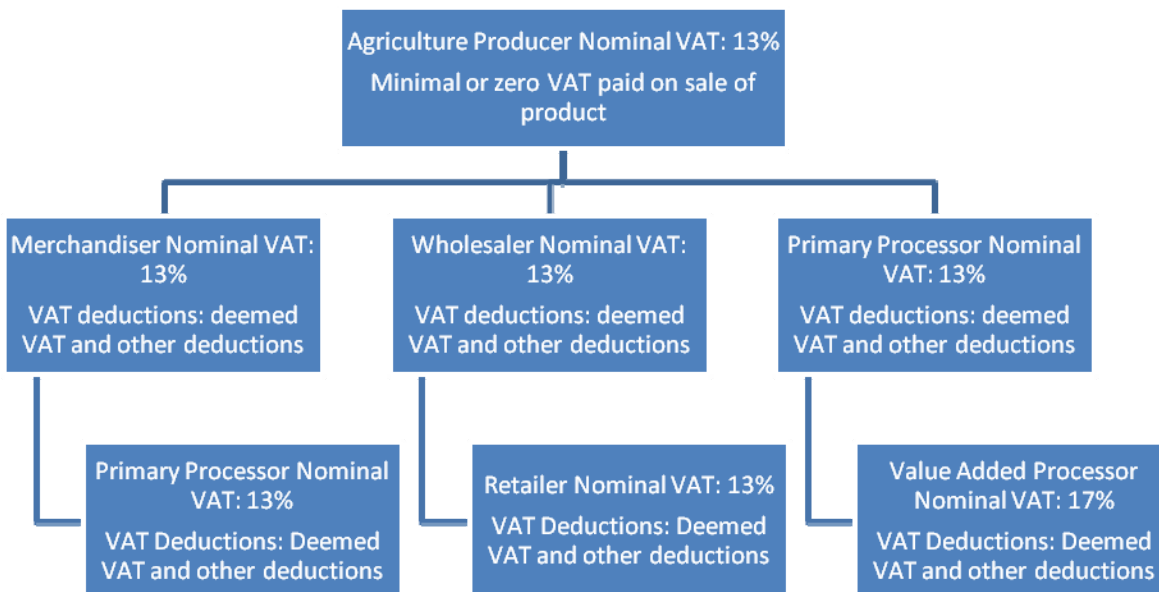 Agriculture Producer Nominal VAT: 13%
Minimal or zero VAT paid on sale of
product
Merchandiser Nominal VAT:
13%
VAT deductions: deemed
VAT and other deductions
Wholesaler Nominal VAT:
13%
VAT deductions: deemed
VAT and other deductions
Primary Processor Nominal
VAT: 13%
VAT deductions: deemed
VAT and other deductions
Primary Processor Nominal
VAT: 13%
VAT Deductions: Deemed
VAT and other deductions
Retailer Nominal VAT: 13%
VAT Deductions: Deemed
VAT and other deductions
Value Added Processor
Nominal VAT: 17%
VAT Deductions: Deemed
VAT and other deductions